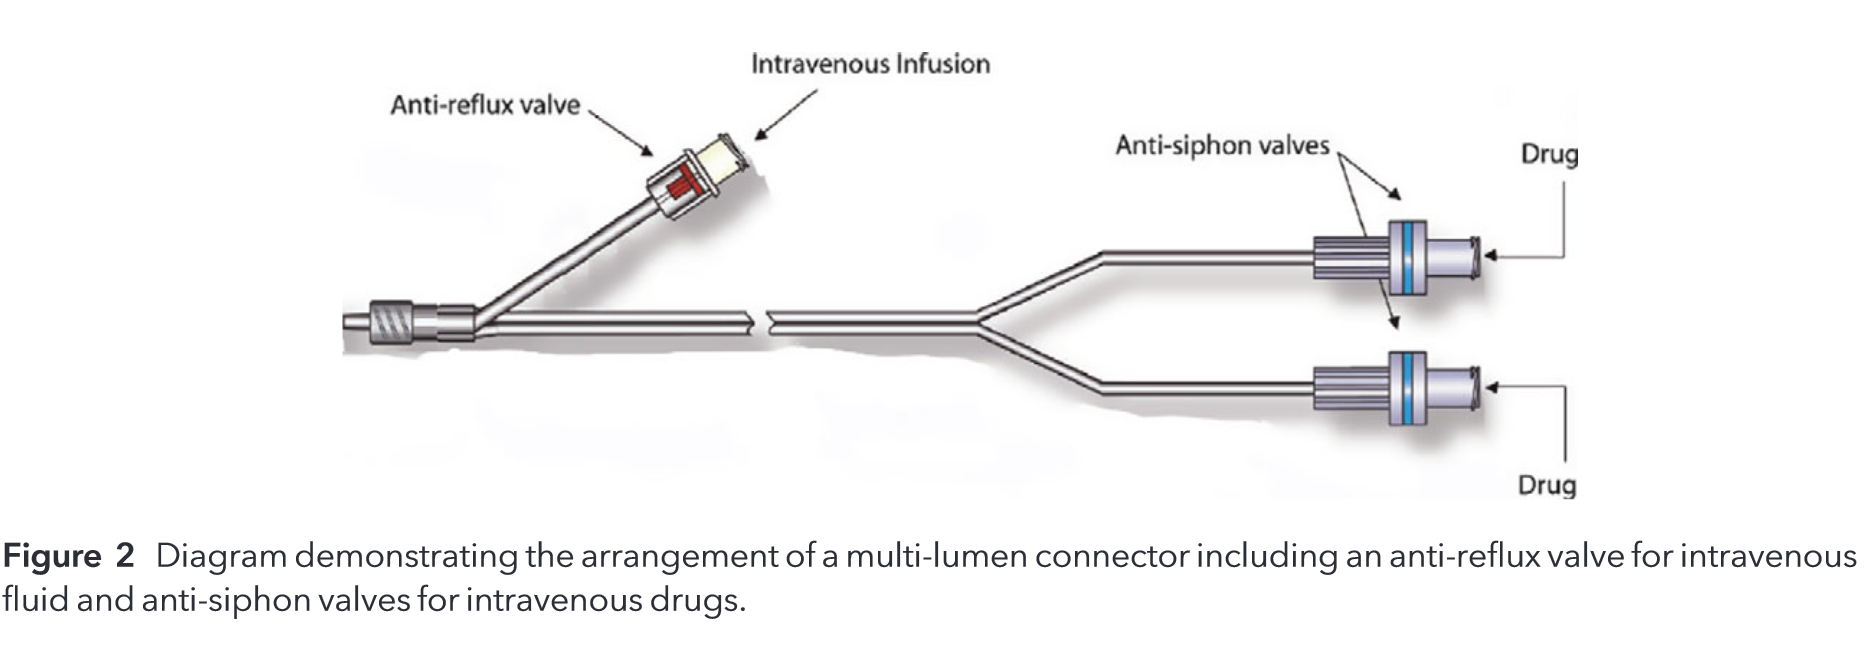 Intravenous Infusion
Anti-reflux valve
Anti-siphon valves
Drug
Drug
Figure 2 Diagram demonstrating the arrangement of a multi-lumen connector including an anti-reflux valve for intravenous
fluid and anti-siphon valves for intravenous drugs.